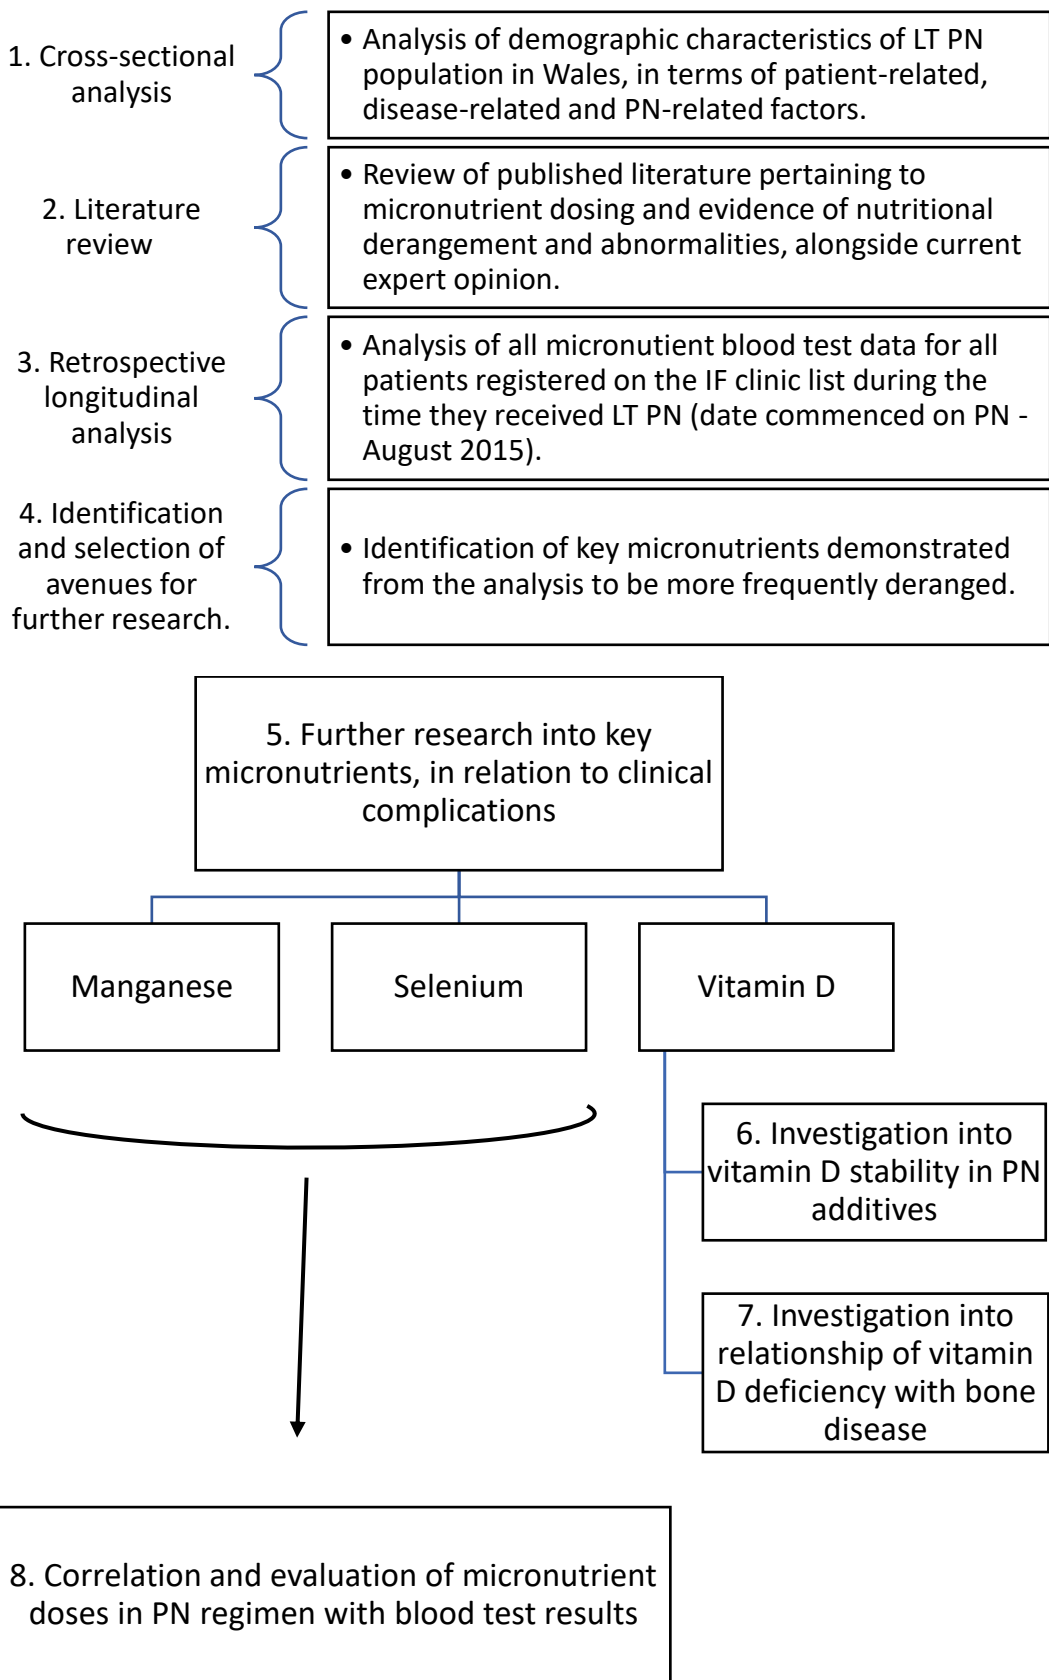 1. Cross-sectional
analysis
• Analysis of demographic characteristics of LT PN
population in Wales, in terms of patient-related,
disease-related and PN-related factors.
2. Literature
review
• Review of published literature pertaining to
micronutrient dosing and evidence of nutritional
derangement and abnormalities, alongside current
expert opinion.
3. Retrospective
longitudinal
analysis
• Analysis of all micronutient blood test data for all
patients registered on the IF clinic list during the
time they received LT PN (date commenced on PN -
August 2015).
4. Identification
and selection of
avenues for
further research.
• Identification of key micronutrients demonstrated
from the analysis to be more frequently deranged.
5. Further research into key
micronutrients, in relation to clinical
complications
Manganese
Selenium
Vitamin D
6. Investigation into
vitamin D stability in PN
additives
7. Investigation into
relationship of vitamin
D deficiency with bone
disease
8. Correlation and evaluation of micronutrient
doses in PN regimen with blood test results